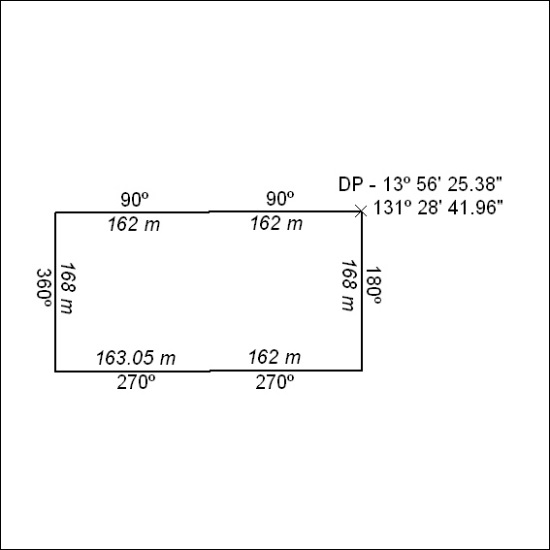 DP - 13º 56' 25.38"
131º 28' 41.96"
90º
90º
162 m
162 m
360º
168 m
168 m
180º
163.05 m
162 m
270º
270º